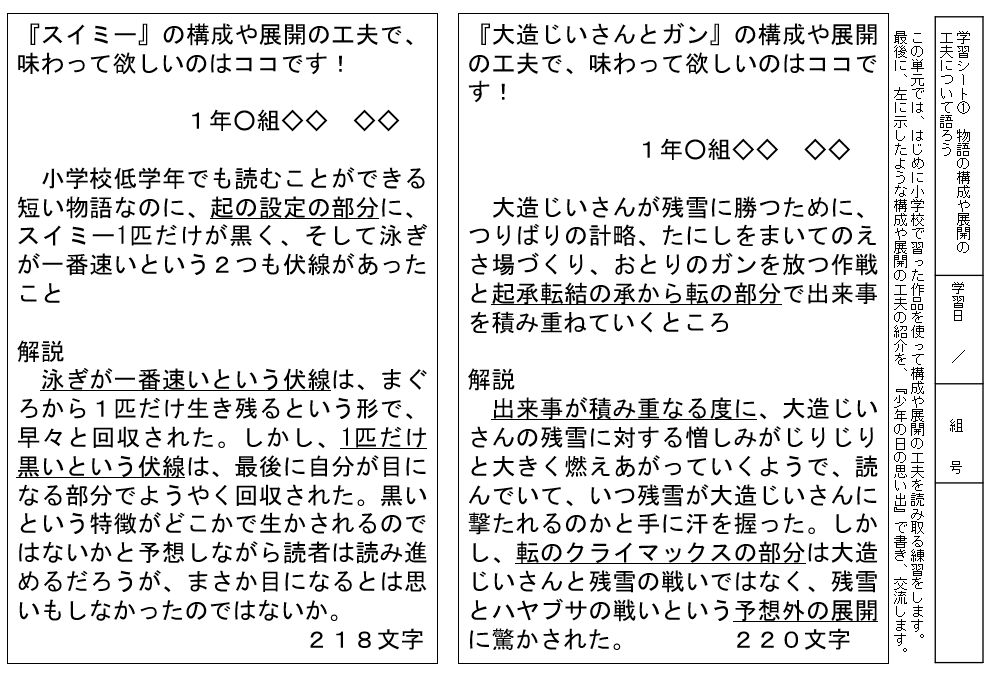 学習シート①　物語の構成や展開の
工夫について語ろう
学習日　／
組　号
この単元では、はじめに小学校で習った作品を使って構成や展開の工夫を読み取る練習をします。
最後に、左に示したような構成や展開の工夫の紹介を、『少年の日の思い出』で書き、交流します。
『大造じいさんとガン』の構成や展開
の工夫で、味わって欲しいのはココで
す！
１年〇組◇◇　◇◇
　大造じいさんが残雪に勝つために、
つりばりの計略、たにしをまいてのえ
さ場づくり、おとりのガンを放つ作戦
と起承転結の承から転の部分で出来事
を積み重ねていくところ
解説
　出来事が積み重なる度に、大造じい
さんの残雪に対する憎しみがじりじり
と大きく燃えあがっていくようで、読
んでいて、いつ残雪が大造じいさんに
撃たれるのかと手に汗を握った。しか
し、転のクライマックスの部分は大造
じいさんと残雪の戦いではなく、残雪
とハヤブサの戦いという予想外の展開
に驚かされた。　２２０文字
『スイミー』の構成や展開の工夫で、
味わって欲しいのはココです！
１年〇組◇◇　◇◇
　小学校低学年でも読むことができる
短い物語なのに、起の設定の部分に、
スイミー1匹だけが黒く、そして泳ぎ
が一番速いという２つも伏線があった
こと
解説
　泳ぎが一番速いという伏線は、まぐ
ろから１匹だけ生き残るという形で、
早々と回収された。しかし、1匹だけ
黒いという伏線は、最後に自分が目に
なる部分でようやく回収された。黒い
という特徴がどこかで生かされるので
はないかと予想しながら読者は読み進
めるだろうが、まさか目になるとは思
いもしなかったのではないか。
２１８文字